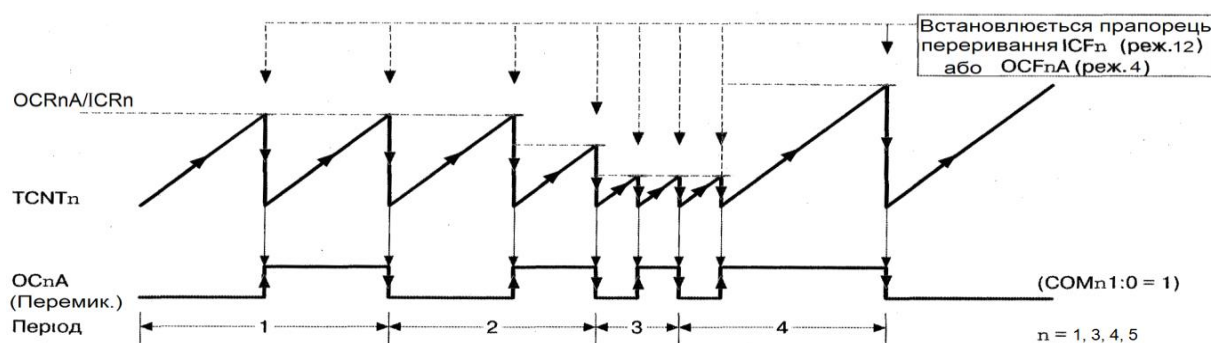 Встановлюється прапорець
переривання ICFn (реж.12)
або OCFnA (реж.4)
OCRnA/ICRn
TCNTn
OCnA
(Перемик.)
(COMn1:0 = 1)
Період
1
2
3
4
n = 1, 3, 4, 5